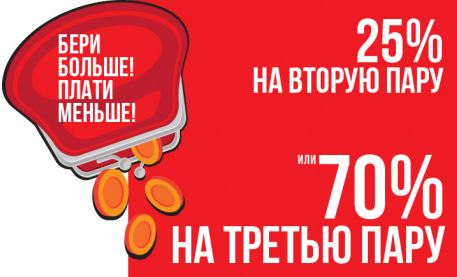 БЕРИ
БОЛЬШЕ!
ПЛАТИ
МЕНЬШЕ!
25%
НА ВТОРУЮ ПАРУ
ИЛИ 70%
НА ТРЕТЬЮ ПАРУ